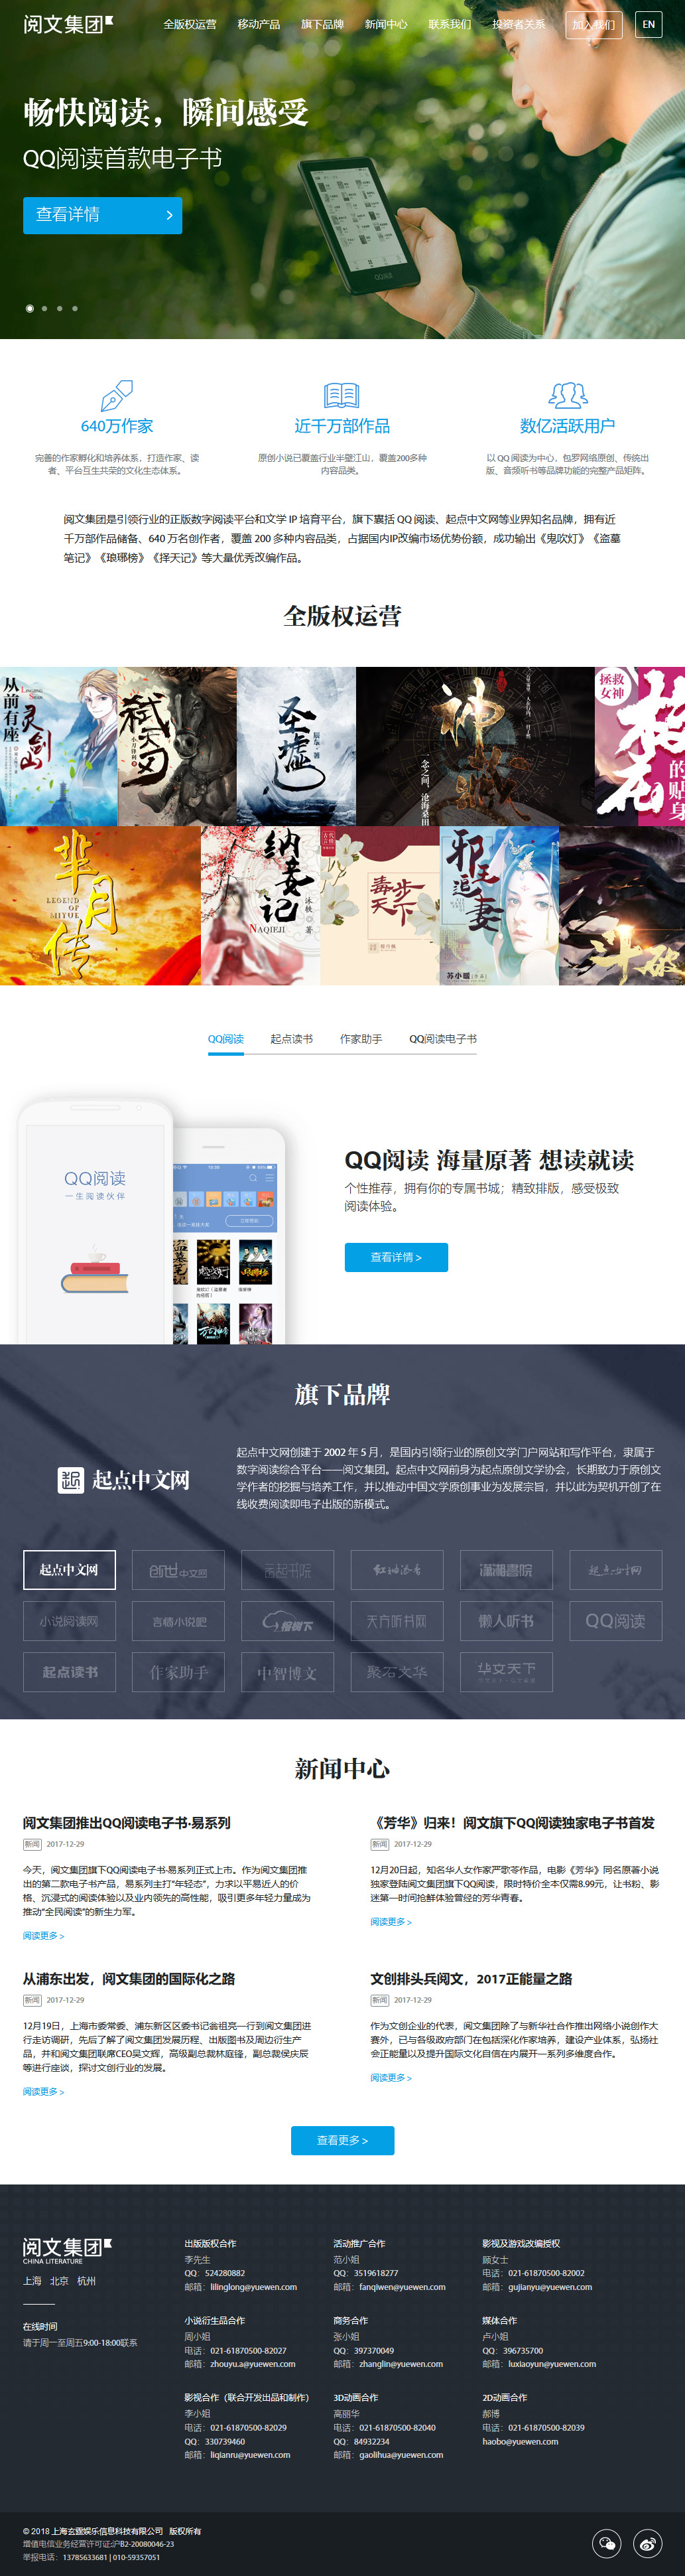 阅文集团
全版权运营 移动产品 旗下品牌 新闻中心 联系我们 投资者关系 加入我们 EN
畅快阅读，瞬间感受
QQ阅读首款电子书
查看详情 >
640万作家
完善的作家孵化和培养体系，打造作家、读
者、平台互生共荣的文化生态体系。
近千万部作品
原创小说已覆盖行业半壁江山，覆盖200多种
内容品类。
数亿活跃用户
以 QQ 阅读为中心，包罗网络原创、传统出
版、音频听书等品牌功能的完整产品矩阵。
阅文集团是引领行业的正版数字阅读平台和文学 IP 培育平台，旗下囊括 QQ 阅读、起点中文网等业界知名品牌，拥有近
千万部作品储备、640 万名创作者，覆盖 200 多种内容品类，占据国内IP改编市场优势份额，成功输出《鬼吹灯》《盗墓
笔记》《琅琊榜》《择天记》等大量优秀改编作品。
全版权运营
从前有座
灵剑山
弑天刃
圣墟
辰东·著
一念之间，沧海桑田
拯救
女神
校花
的贴身
芈月传
LEGEND
OF
MIYUE
纳妾记
沐轶 著
NAQIEJI
毒步天下
邪王追妻
苏小暖
斗破
QQ阅读 起点读书 作家助手 QQ阅读电子书
QQ阅读
一生阅读伙伴
QQ阅读 海量原著 想读就读
个性推荐，拥有你的专属书城；精致排版，感受极致
阅读体验。
查看详情 >
旗下品牌
起点中文网
起点中文网创建于 2002 年 5 月，是国内引领行业的原创文学门户网站和写作平台，隶属于
数字阅读综合平台——阅文集团。起点中文网前身为起点原创文学协会，长期致力于原创文
学作者的挖掘与培养工作，并以推动中国文学原创事业为发展宗旨，并以此为契机开创了在
线收费阅读即电子出版的新模式。
起点中文网 创世中文网 云起书院 红袖添香 潇湘書院 起点女生网
小说阅读网 言情小说吧 榕树下 天方听书网 懒人听书 QQ阅读
起点读书 作家助手 中智博文 聚石文华 华文天下
新闻中心
阅文集团推出QQ阅读电子书·易系列
新闻 2017-12-29
今天，阅文集团旗下QQ阅读电子书·易系列正式上市。作为阅文集团推
出的第二款电子书产品，易系列主打“年轻态”，力求以平易近人的价
格、沉浸式的阅读体验以及业内领先的高性能，吸引更多年轻力量成为
推动“全民阅读”的新生力军。
阅读更多 >
《芳华》归来！阅文旗下QQ阅读独家电子书首发
新闻 2017-12-29
12月20日起，知名华人女作家严歌苓作品，电影《芳华》同名原著小说
独家登陆阅文集团旗下QQ阅读，限时特价全本仅需8.99元，让书粉、影
迷第一时间抢鲜体验曾经的芳华青春。
阅读更多 >
从浦东出发，阅文集团的国际化之路
新闻 2017-12-29
12月19日，上海市委常委、浦东新区区委书记翁祖亮一行到阅文集团进
行走访调研，先后了解了阅文集团发展历程、出版图书及周边衍生产
品，并和阅文集团联席CEO吴文辉，高级副总裁林庭锋，副总裁侯庆辰
等进行座谈，探讨文创行业的发展。
阅读更多 >
文创排头兵阅文，2017正能量之路
新闻 2017-12-29
作为文创企业的代表，阅文集团除了与新华社合作推出网络小说创作大
赛外，已与各级政府部门在包括深化作家培养，建设产业体系，弘扬社
会正能量以及提升国际文化自信在内展开一系列多维度合作。
阅读更多 >
查看更多 >
阅文集团
CHINA LITERATURE
上海 北京 杭州
在线时间
请于周一至周五9:00-18:00联系
出版版权合作
李先生
QQ：524280882
邮箱：lilinglong@yuewen.com
活动推广合作
范小姐
QQ：3519618277
邮箱：fanqiwen@yuewen.com
影视及游戏改编授权
顾女士
电话：021-61870500-82002
邮箱：gujianyu@yuewen.com
小说衍生品合作
周小姐
电话：021-61870500-82027
邮箱：zhouyu.a@yuewen.com
商务合作
张小姐
QQ：397370049
邮箱：zhanglin@yuewen.com
媒体合作
卢小姐
QQ：396735700
邮箱：luxiaoyun@yuewen.com
影视合作（联合开发出品和制作）
李小姐
电话：021-61870500-82029
QQ：330739460
邮箱：liqianru@yuewen.com
3D动画合作
高丽华
电话：021-61870500-82040
QQ：84932234
邮箱：gaolihua@yuewen.com
2D动画合作
郝博
电话：021-61870500-82039
haobo@yuewen.com
© 2018 上海玄霆娱乐信息科技有限公司 版权所有
增值电信业务经营许可证:沪B2-20080046-23
举报电话：13785633681 | 010-59357051